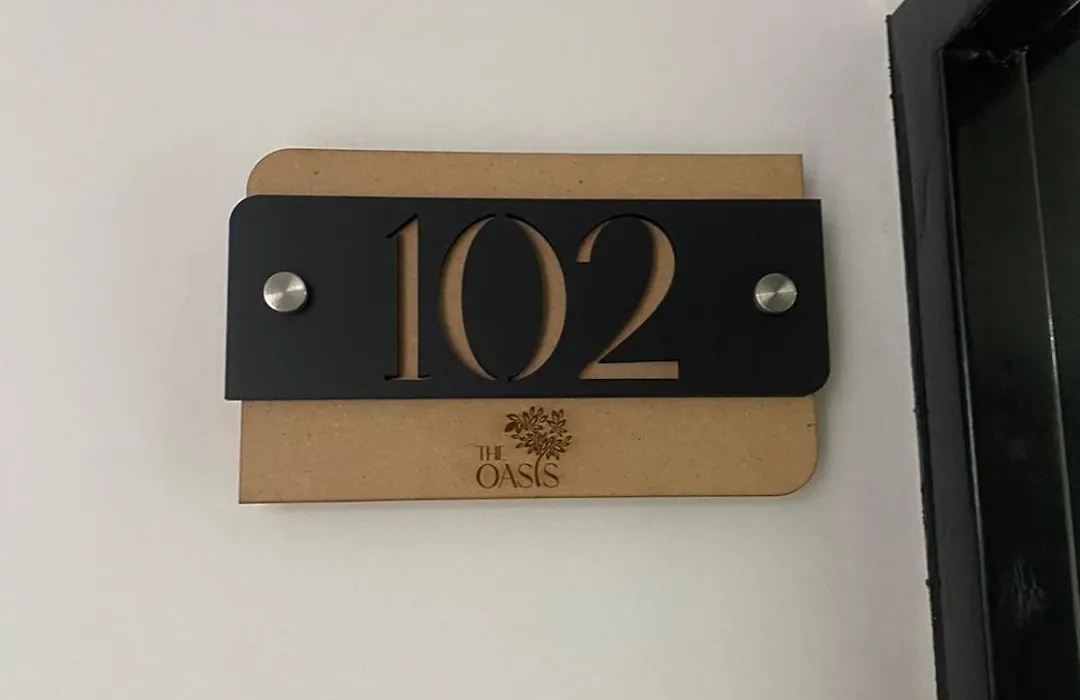 102
THE
OASIS